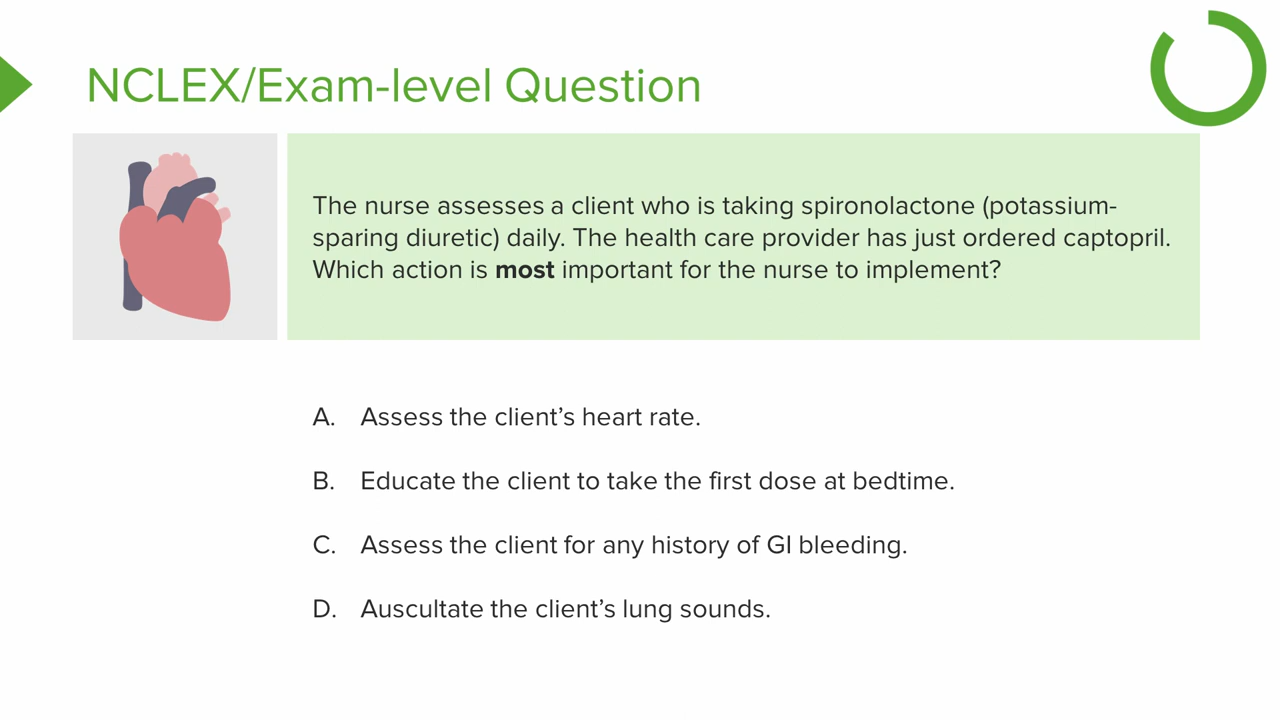 NCLEX/Exam-level Question
The nurse assesses a client who is taking spironolactone (potassium-
sparing diuretic) daily. The health care provider has just ordered captopril.
Which action is most important for the nurse to implement?
A. Assess the client’s heart rate.
B. Educate the client to take the first dose at bedtime.
C. Assess the client for any history of GI bleeding.
D. Auscultate the client’s lung sounds.